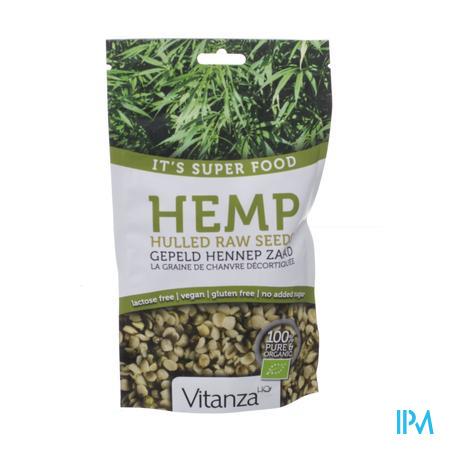 IT'S SUPER FOOD
HEMP
HULLED RAW SEEDS
GEPELD HENNEP ZAAD
LA GRAINE DE CHANVRE DÉCORTIQUÉE
lactose free | vegan | gluten free | no added sugar
100%
PURE &
ORGANIC
Vitanza HQ
IPM